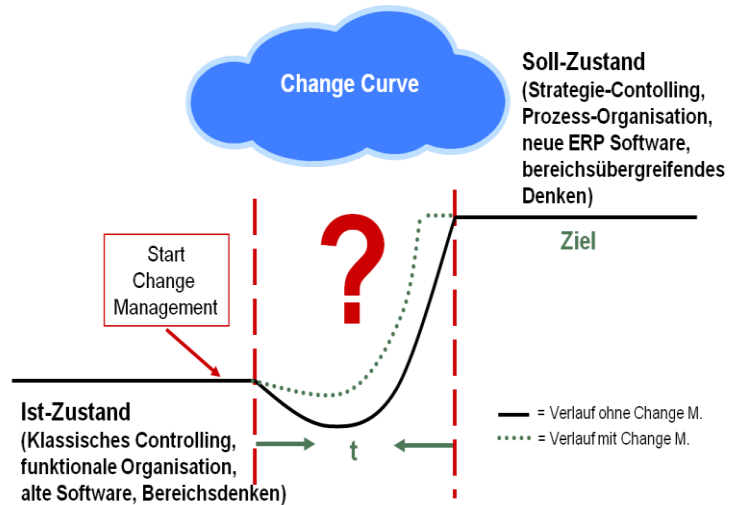 Change Curve
Soll-Zustand
(Strategie-Contolling,
Prozess-Organisation,
neue ERP Software,
bereichsübergreifendes
Denken)
?
Ziel
Start
Change
Management
Ist-Zustand
(Klassisches Controlling,
funktionale Organisation,
alte Software, Bereichsdenken)
t
= Verlauf ohne Change M.
= Verlauf mit Change M.